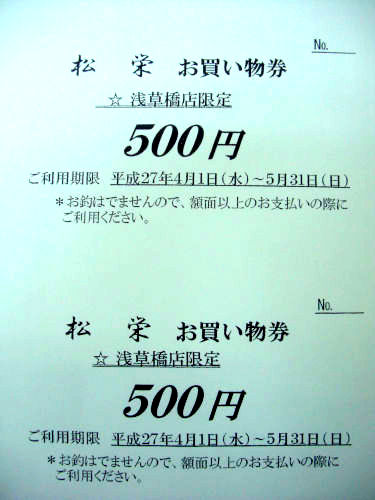 No.
松 栄 お買い物券
☆ 浅草橋店限定
500円
ご利用期限 平成27年4月1日(水)~5月31日(日)
*お釣はでませんので、額面以上のお支払いの際に
ご利用ください。
No.
松 栄 お買い物券
☆ 浅草橋店限定
500円
ご利用期限 平成27年4月1日(水)~5月31日(日)
*お釣はでませんので、額面以上のお支払いの際に
ご利用ください。